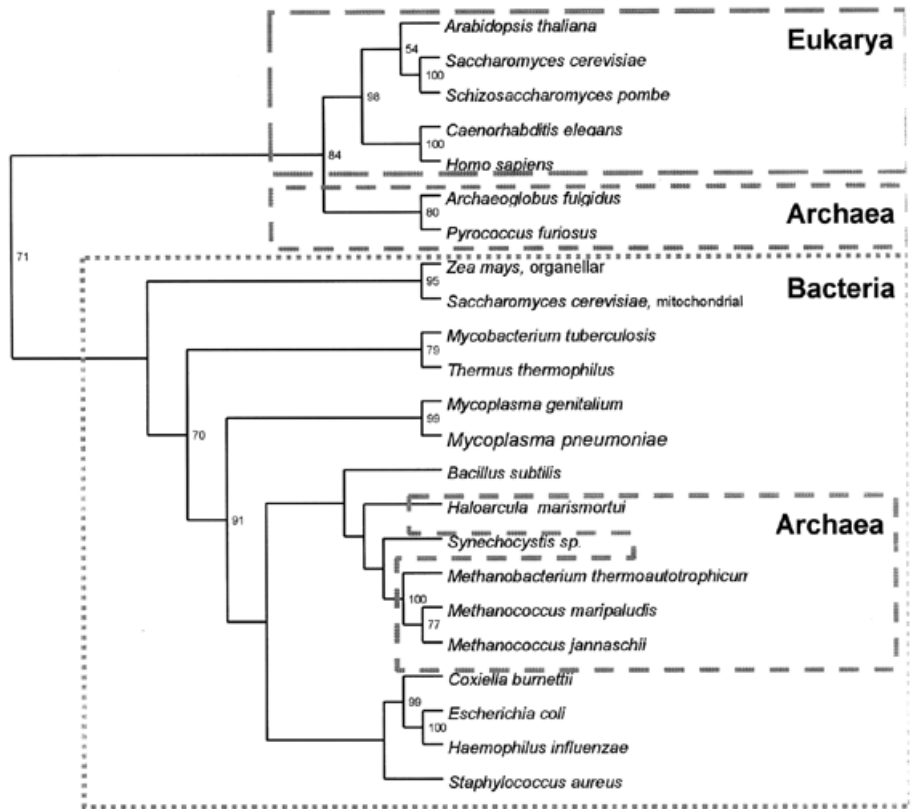 Arabidopsis thaliana
Eukarya
54
Saccharomyces cerevisiae
100
Schizosaccharomyces pombe
98
Caenorhabditis elegans
100
84
Homo sapiens
Archaeoglobus fulgidus
80
Archaea
Pyrococcus furiosus
71
Zea mays, organellar
95
Bacteria
Saccharomyces cerevisiae, mitochondrial
Mycobacterium tuberculosis
79
Thermus thermophilus
Mycoplasma genitalium
99
70
Mycoplasma pneumoniae
Bacillus subtilis
Haloarcula marismortui
91
Archaea
Synechocystis sp.
Methanobacterium thermoautotrophicum
100
Methanococcus maripaludis
77
Methanococcus jannaschii
Coxiella burnettii
99
Escherichia coli
100
Haemophilus influenzae
Staphylococcus aureus